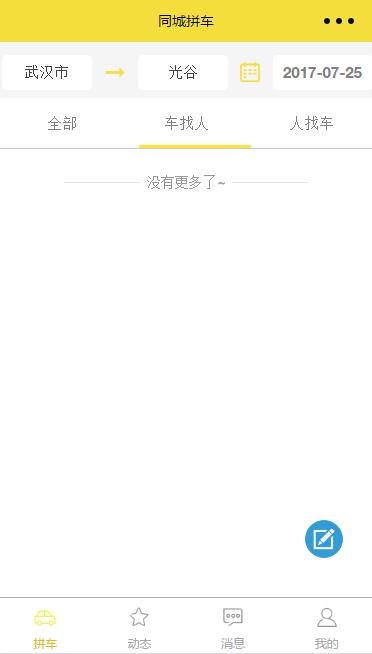 同城拼车
武汉市 光谷 2017-07-25
全部 车找人 人找车
没有更多了~
拼车 动态 消息 我的